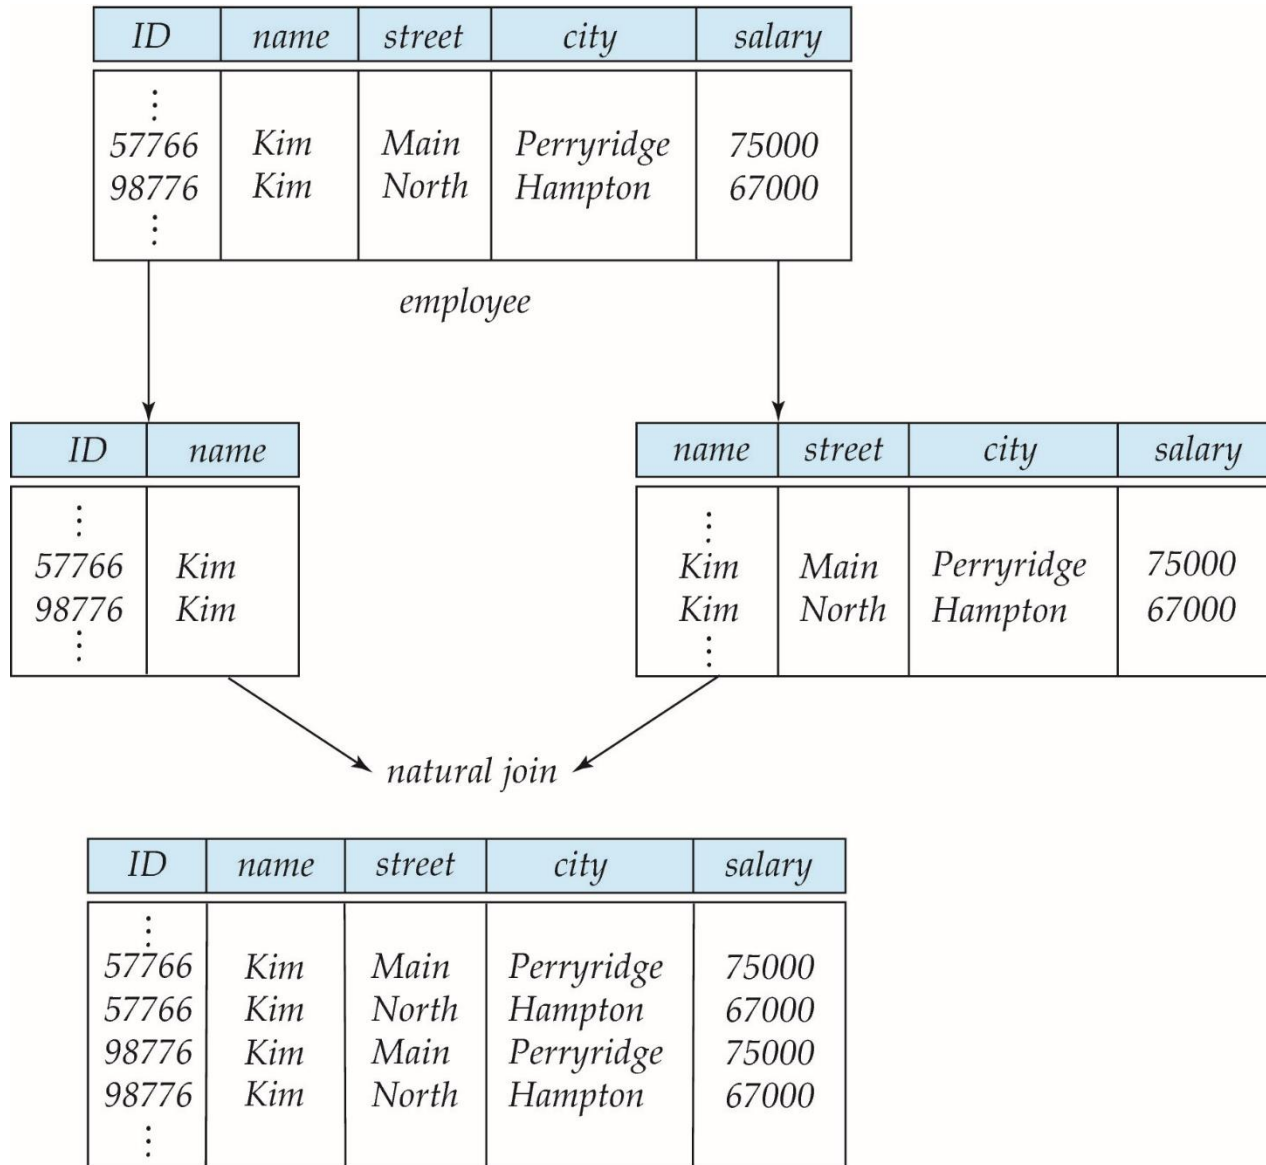 ID name street city salary
⋮
57766 Kim Main Perryridge 75000
98776 Kim North Hampton 67000
⋮
employee
ID name
⋮
57766 Kim
98776 Kim
⋮
name street city salary
⋮
Kim Main Perryridge 75000
Kim North Hampton 67000
⋮
natural join
ID name street city salary
⋮
57766 Kim Main Perryridge 75000
57766 Kim North Hampton 67000
98776 Kim Main Perryridge 75000
98776 Kim North Hampton 67000
⋮